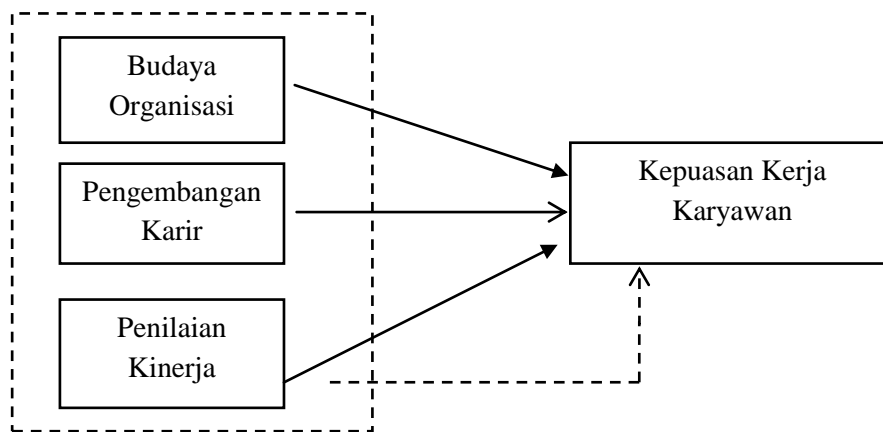 Budaya
Organisasi
Pengembangan
Karir
Penilaian
Kinerja
Kepuasan Kerja
Karyawan